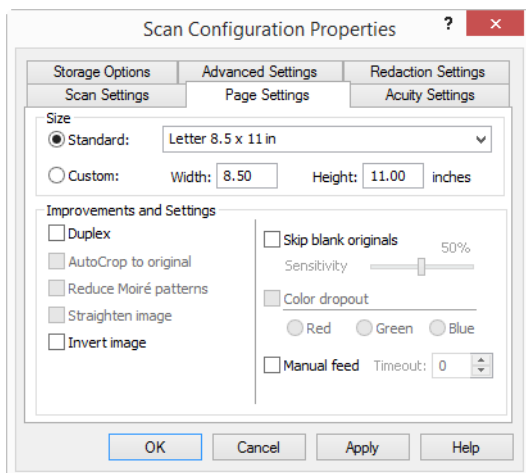 Scan Configuration Properties ? ×
Storage Options Advanced Settings Redaction Settings
Scan Settings Page Settings Acuity Settings
Size
Standard: Letter 8.5 x 11 in
Custom: Width: 8.50 Height: 11.00 inches
Improvements and Settings
Duplex
AutoCrop to original
Reduce Moiré patterns
Straighten image
Invert image
Skip blank originals 50%
Sensitivity
Color dropout
Red Green Blue
Manual feed Timeout: 0
OK Cancel Apply Help